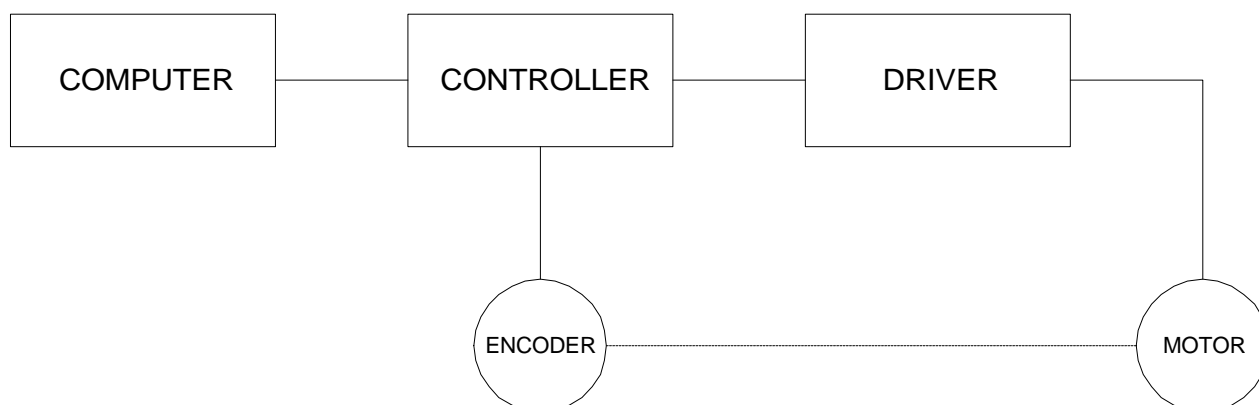 COMPUTER
CONTROLLER
DRIVER
ENCODER
MOTOR